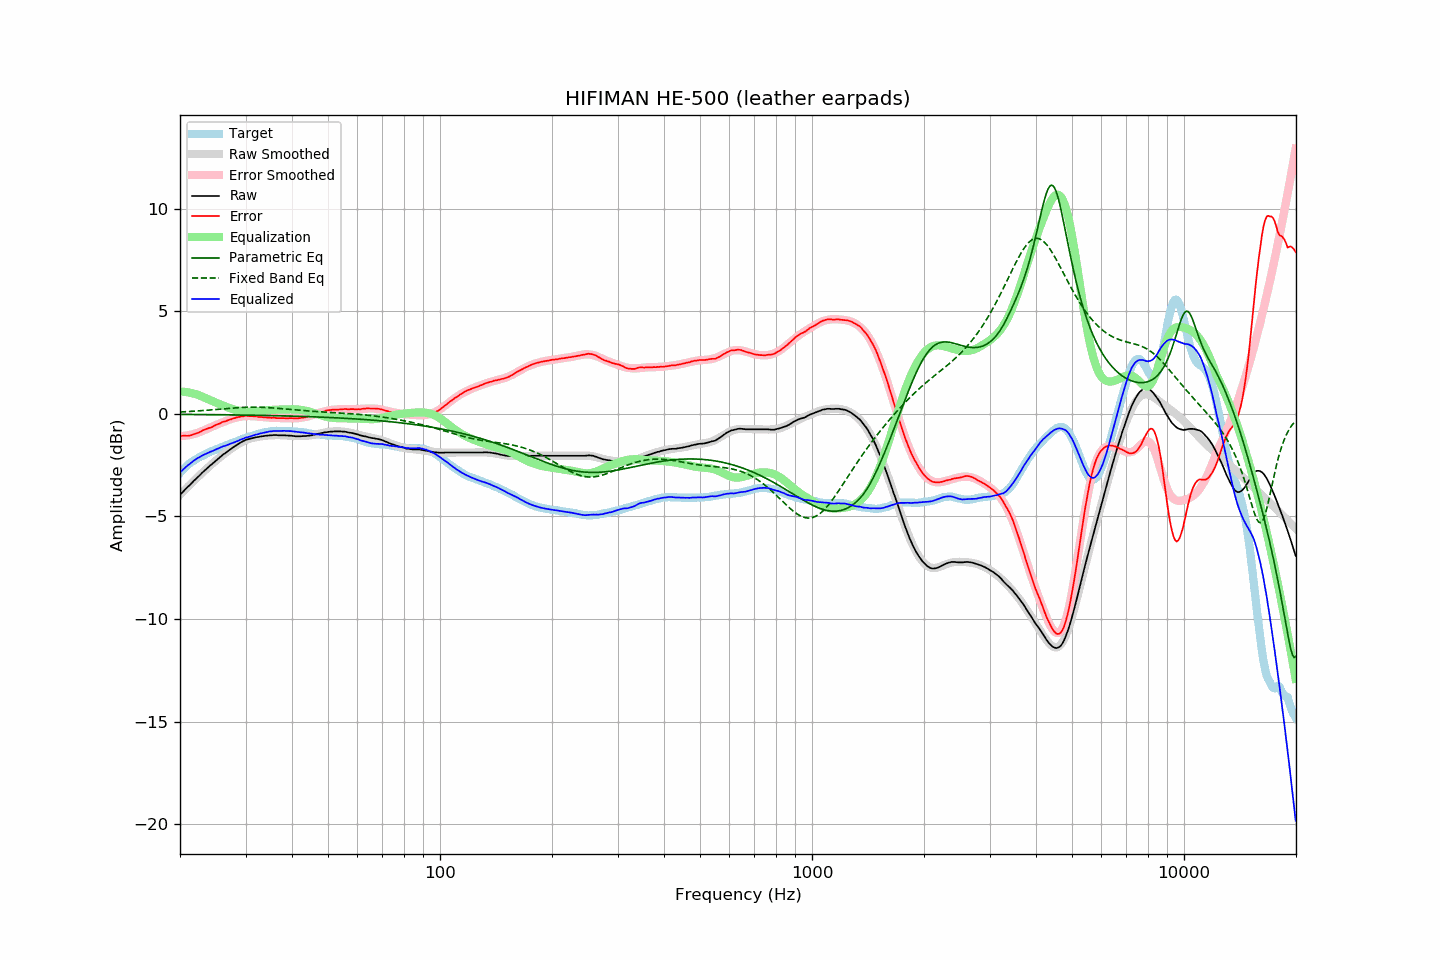 HIFIMAN HE-500 (leather earpads)
Target
Raw Smoothed
Error Smoothed
Raw
Error
Equalization
Parametric Eq
Fixed Band Eq
Equalized
Amplitude (dBr)
10
5
0
−5
−10
−15
−20
100
1000
10000
Frequency (Hz)